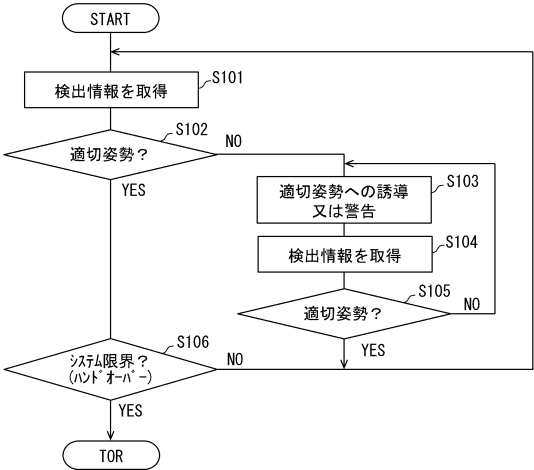 START
検出情報を取得
S101
適切姿勢？
S102
NO
YES
適切姿勢への誘導
又は警告
S103
検出情報を取得
S104
適切姿勢？
S105
NO
YES
ｼｽﾃﾑ限界？
(ﾊﾝﾄﾞｵｰﾊﾞｰ)
S106
NO
YES
TOR